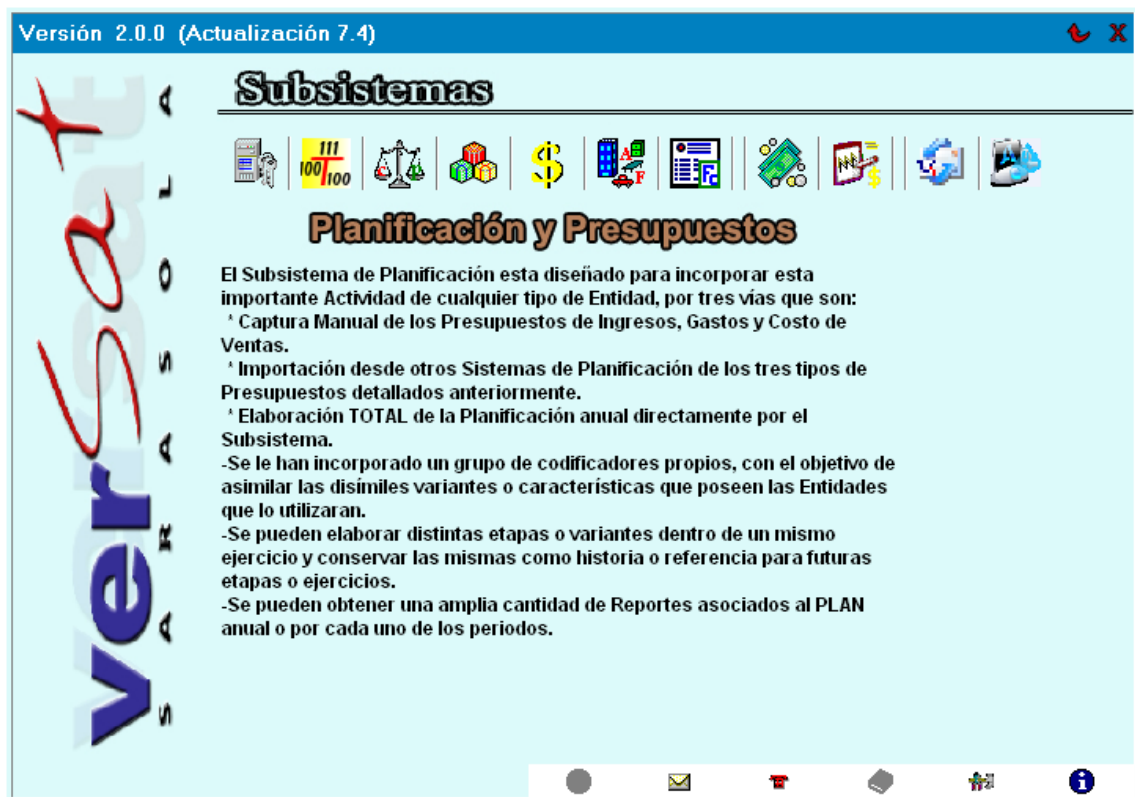 Versión 2.0.0 (Actualización 7.4)
Subsistemas
Planificación y Presupuestos
El Subsistema de Planificación esta diseñado para incorporar esta
importante Actividad de cualquier tipo de Entidad, por tres vías que son:
* Captura Manual de los Presupuestos de Ingresos, Gastos y Costo de
Ventas.
* Importación desde otros Sistemas de Planificación de los tres tipos de
Presupuestos detallados anteriormente.
* Elaboración TOTAL de la Planificación anual directamente por el
Subsistema.
-Se le han incorporado un grupo de codificadores propios, con el objetivo de
asimilar las disímiles variantes o características que poseen las Entidades
que lo utilizaran.
-Se pueden elaborar distintas etapas o variantes dentro de un mismo
ejercicio y conservar las mismas como historia o referencia para futuras
etapas o ejercicios.
-Se pueden obtener una amplia cantidad de Reportes asociados al PLAN
anual o por cada uno de los periodos.
verSat
SARASOLA
111
100 T 100